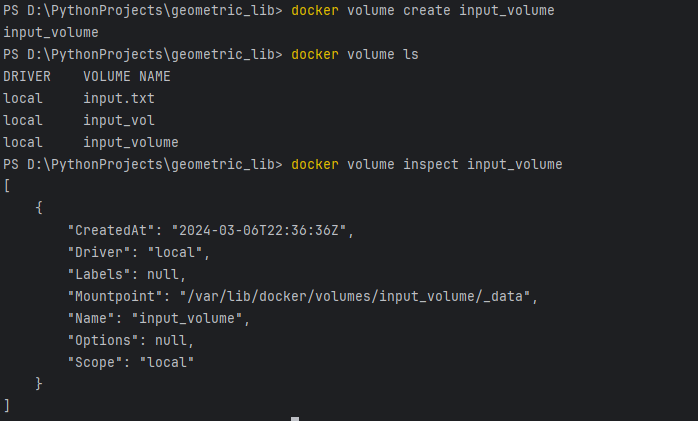 PS D:\PythonProjects\geometric_lib> docker volume create input_volume
input_volume
PS D:\PythonProjects\geometric_lib> docker volume ls
DRIVER    VOLUME NAME
local     input.txt
local     input_vol
local     input_volume
PS D:\PythonProjects\geometric_lib> docker volume inspect input_volume
[
    {
        "CreatedAt": "2024-03-06T22:36:36Z",
        "Driver": "local",
        "Labels": null,
        "Mountpoint": "/var/lib/docker/volumes/input_volume/_data",
        "Name": "input_volume",
        "Options": null,
        "Scope": "local"
    }
]